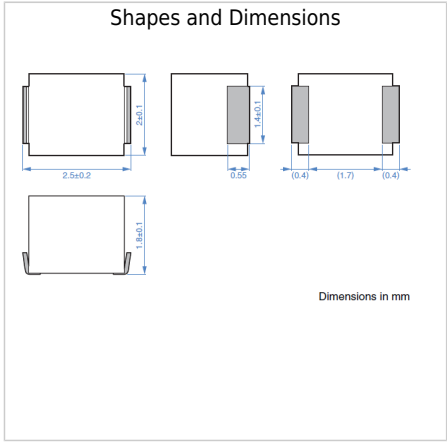 Shapes and Dimensions
2±0.1
1.4±0.1
2.5±0.2
0.55
(0.4) (1.7) (0.4)
1.8±0.1
Dimensions in mm